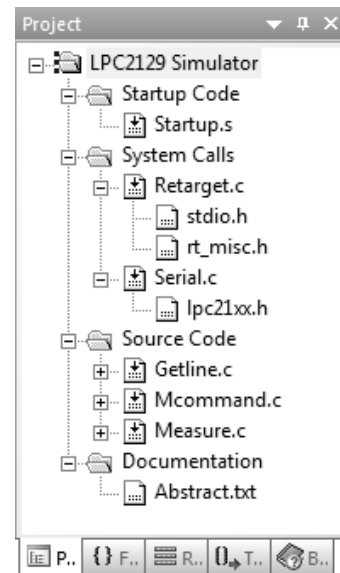 Project
LPC2129 Simulator
Startup Code
Startup.s
System Calls
Retarget.c
stdio.h
rt_misc.h
Serial.c
lpc21xx.h
Source Code
Getline.c
Mcommand.c
Measure.c
Documentation
Abstract.txt
P.. {} F.. R.. 0 T.. B..